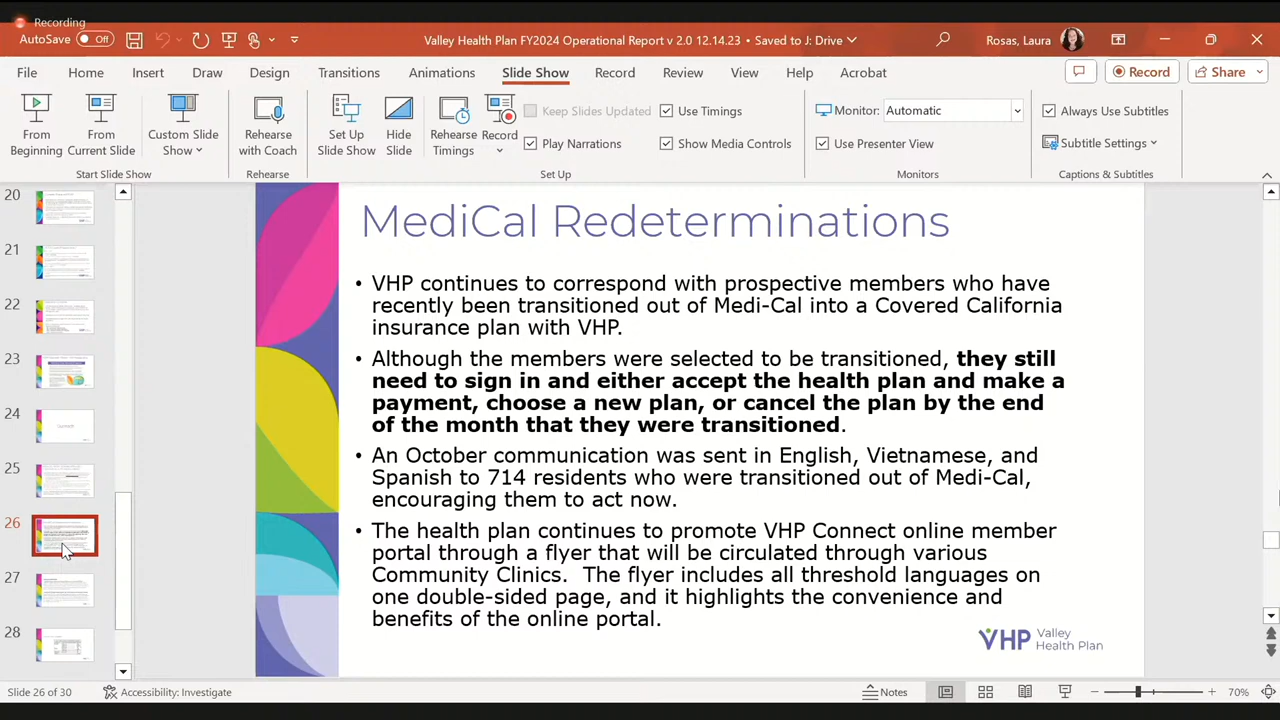 Recording
AutoSave Off
Valley Health Plan FY2024 Operational Report v 2.0 12.14.23 • Saved to J: Drive
Rosas, Laura
File Home Insert Draw Design Transitions Animations Slide Show Record Review View Help Acrobat
Record Share
From Beginning
From Current Slide
Custom Slide Show
Start Slide Show
Rehearse with Coach
Rehearse
Set Up Slide Show
Hide Slide
Rehearse Timings
Record
Keep Slides Updated
Use Timings
Play Narrations
Show Media Controls
Set Up
Monitor: Automatic
Use Presenter View
Monitors
Always Use Subtitles
Subtitle Settings
Captions & Subtitles
20
21
22
23
24
25
26
27
28
MediCal Redeterminations
• VHP continues to correspond with prospective members who have
recently been transitioned out of Medi-Cal into a Covered California
insurance plan with VHP.
• Although the members were selected to be transitioned, they still
need to sign in and either accept the health plan and make a
payment, choose a new plan, or cancel the plan by the end
of the month that they were transitioned.
• An October communication was sent in English, Vietnamese, and
Spanish to 714 residents who were transitioned out of Medi-Cal,
encouraging them to act now.
• The healthplan continues to promote VHP Connect online member
portal through a flyer that will be circulated through various
Community Clinics. The flyer includes all threshold languages on
one double-sided page, and it highlights the convenience and
benefits of the online portal.
VHP Valley
Health Plan
Slide 26 of 30
Accessibility: Investigate
Notes
70%